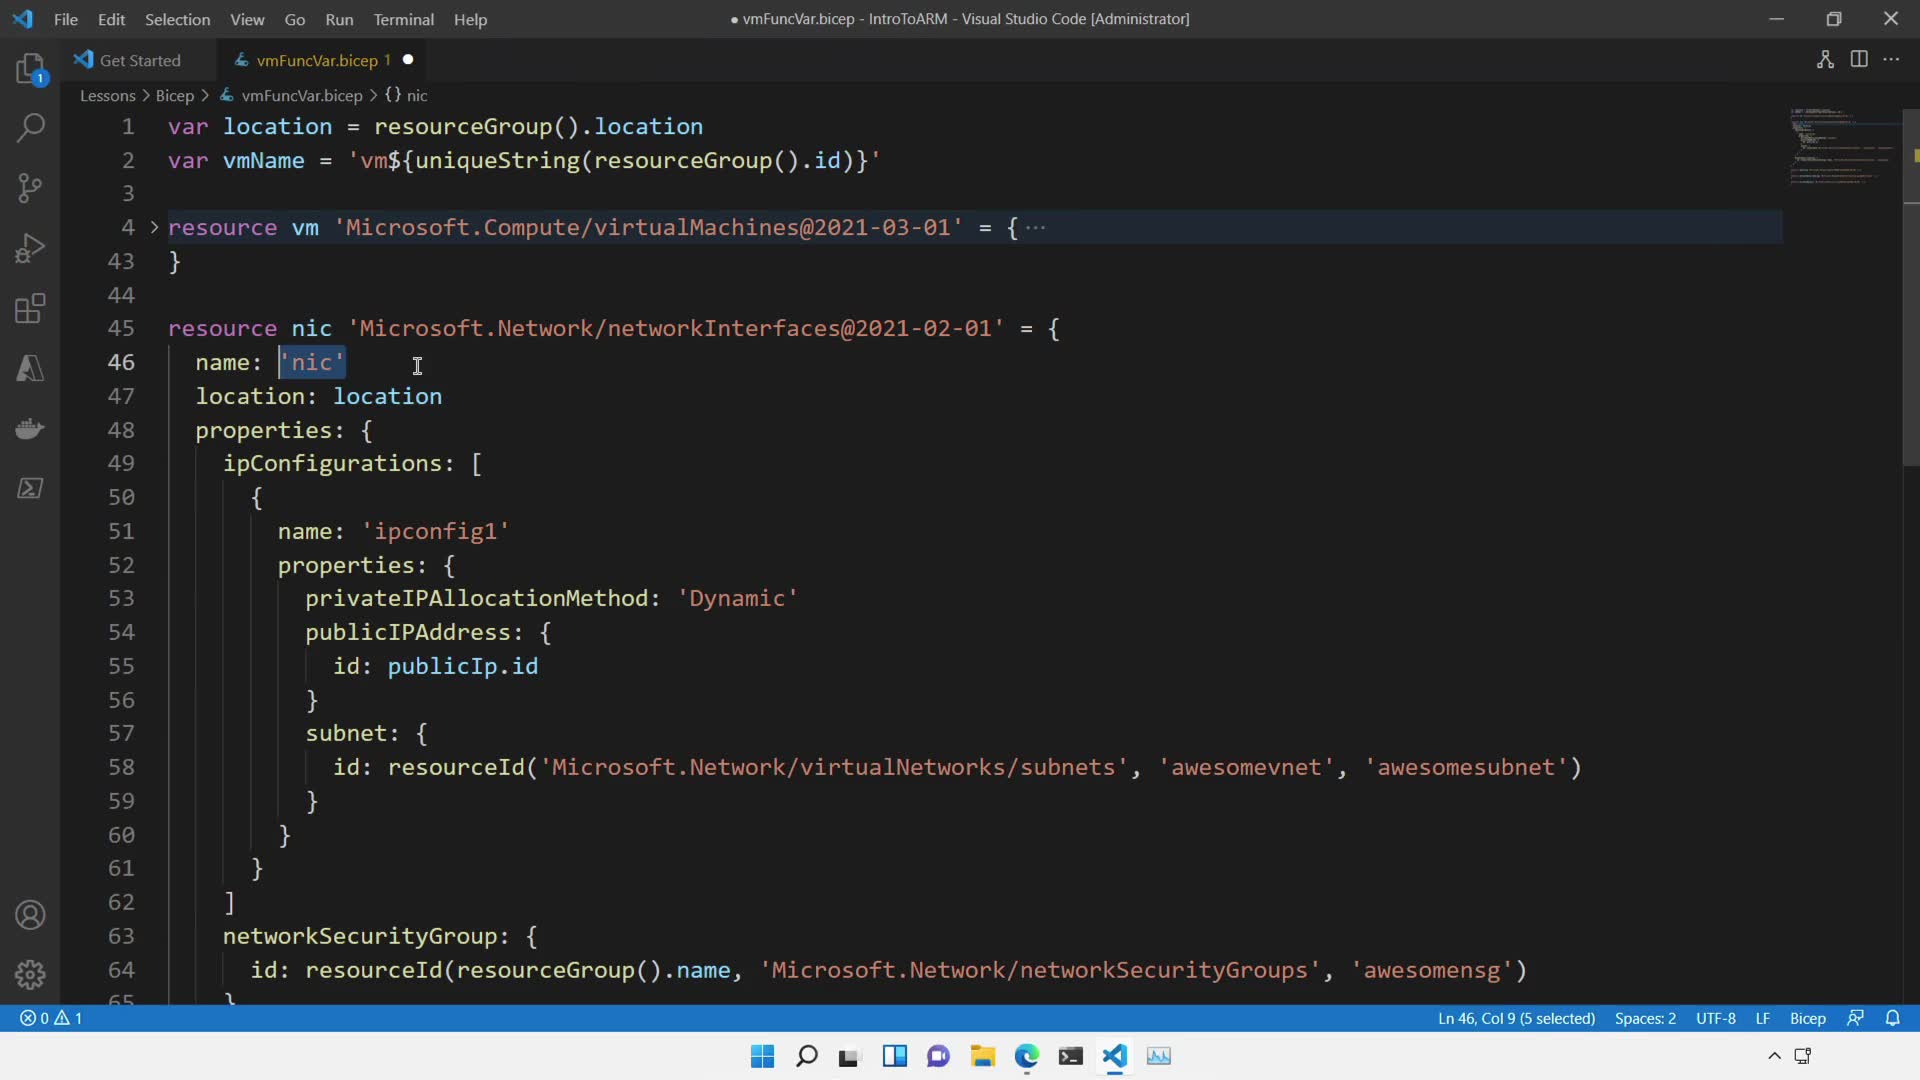 File Edit Selection View Go Run Terminal Help
● vmFuncVar.bicep - IntroToARM - Visual Studio Code [Administrator]
Get Started
vmFuncVar.bicep 1
Lessons > Bicep > vmFuncVar.bicep > {} nic
1
1 var location = resourceGroup().location
2 var vmName = 'vm${uniqueString(resourceGroup().id)}'
3
4 > resource vm 'Microsoft.Compute/virtualMachines@2021-03-01' = {···
43 }
44
45 resource nic 'Microsoft.Network/networkInterfaces@2021-02-01' = {
46 name: 'nic'
47 location: location
48 properties: {
49 ipConfigurations: [
50 {
51 name: 'ipconfig1'
52 properties: {
53 privateIPAllocationMethod: 'Dynamic'
54 publicIPAddress: {
55 id: publicIp.id
56 }
57 subnet: {
58 id: resourceId('Microsoft.Network/virtualNetworks/subnets', 'awesomevnet', 'awesomesubnet')
59 }
60 }
61 }
62 ]
63 networkSecurityGroup: {
64 id: resourceId(resourceGroup().name, 'Microsoft.Network/networkSecurityGroups', 'awesomensg')
65 }
0 1
Ln 46, Col 9 (5 selected) Spaces: 2 UTF-8 LF Bicep